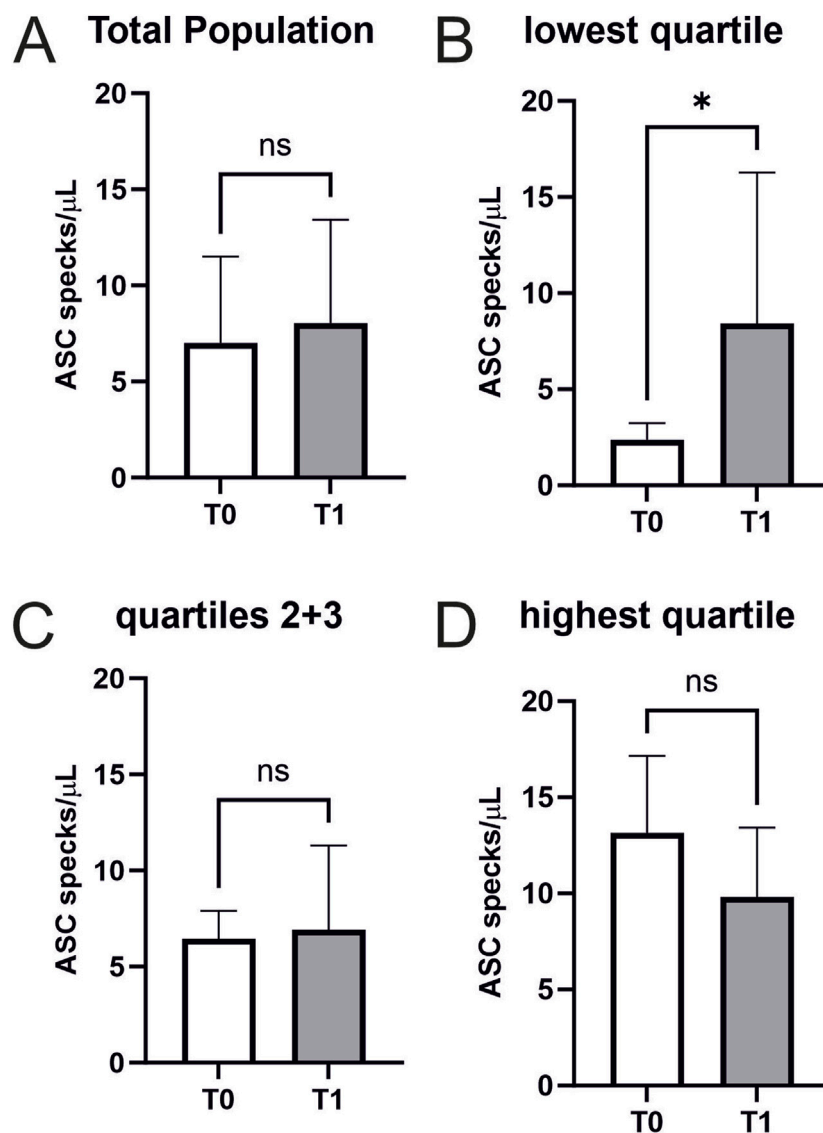 A Total Population
ns
20
15
10
5
0
ASC specks/μL
T0 T1
B lowest quartile
*
20
15
10
5
0
ASC specks/μL
T0 T1
C quartiles 2+3
ns
20
15
10
5
0
ASC specks/μL
T0 T1
D highest quartile
ns
20
15
10
5
0
ASC specks/μL
T0 T1